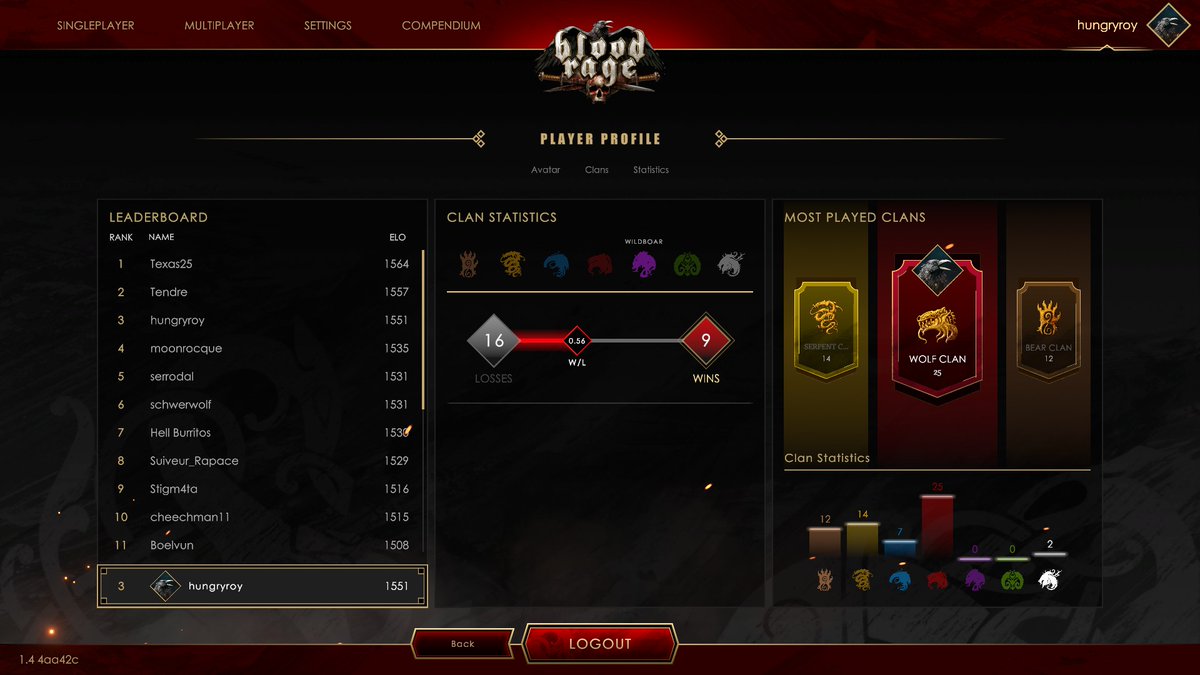 SINGLEPLAYER MULTIPLAYER SETTINGS COMPENDIUM
hungryroy
blood
rage
PLAYER PROFILE
Avatar Clans Statistics
LEADERBOARD
RANK NAME ELO
1 Texas25 1564
2 Tendre 1557
3 hungryroy 1551
4 moonrocque 1535
5 serrodal 1531
6 schwerwolf 1531
7 Hell Burritos 1530
8 Suiveur_Rapace 1529
9 Stigm4ta 1516
10 cheechman11 1515
11 Boelvun 1508
3 hungryroy 1551
CLAN STATISTICS
WILDBOAR
16 0.56 9
W/L
LOSSES WINS
MOST PLAYED CLANS
SERPENT C...
14
WOLF CLAN
25
BEAR CLAN
12
Clan Statistics
12 14 7 25 0 0 2
Back LOGOUT
1.4 4aa42c